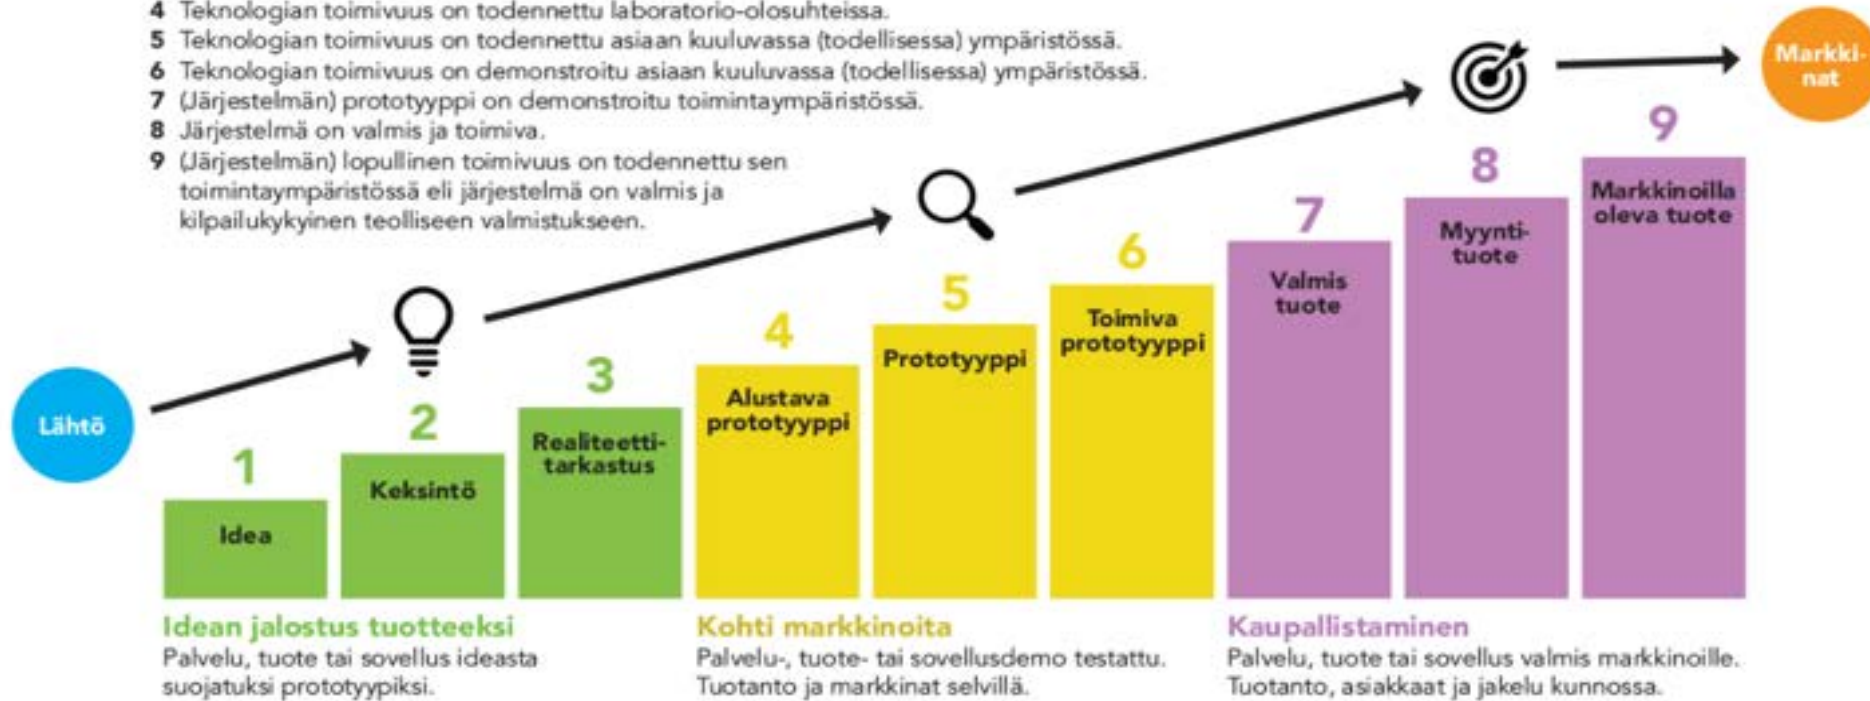 4 Teknologian toimivuus on todennettu laboratorio-olosuhteissa.
5 Teknologian toimivuus on todennettu asiaan kuuluvassa (todellisessa) ympäristössä.
6 Teknologian toimivuus on demonstroitu asiaan kuuluvassa (todellisessa) ympäristössä.
7 (Järjestelmän) prototyyppi on demonstroitu toimintaympäristössä.
8 Järjestelmä on valmis ja toimiva.
9 (Järjestelmän) lopullinen toimivuus on todennettu sen
toimintaympäristössä eli järjestelmä on valmis ja
kilpailukykyinen teolliseen valmistukseen.
Lähtö
1
Idea
2
Keksintö
3
Realiteetti-
tarkastus
4
Alustava
prototyyppi
5
Prototyyppi
6
Toimiva
prototyyppi
7
Valmis
tuote
8
Myynti-
tuote
9
Markkinoilla
oleva tuote
Markki-
nat
Idean jalostus tuotteeksi
Palvelu, tuote tai sovellus ideasta
suojatuksi prototyypiksi.
Kohti markkinoita
Palvelu-, tuote- tai sovellusdemo testattu.
Tuotanto ja markkinat selvillä.
Kaupallistaminen
Palvelu, tuote tai sovellus valmis markkinoille.
Tuotanto, asiakkaat ja jakelu kunnossa.